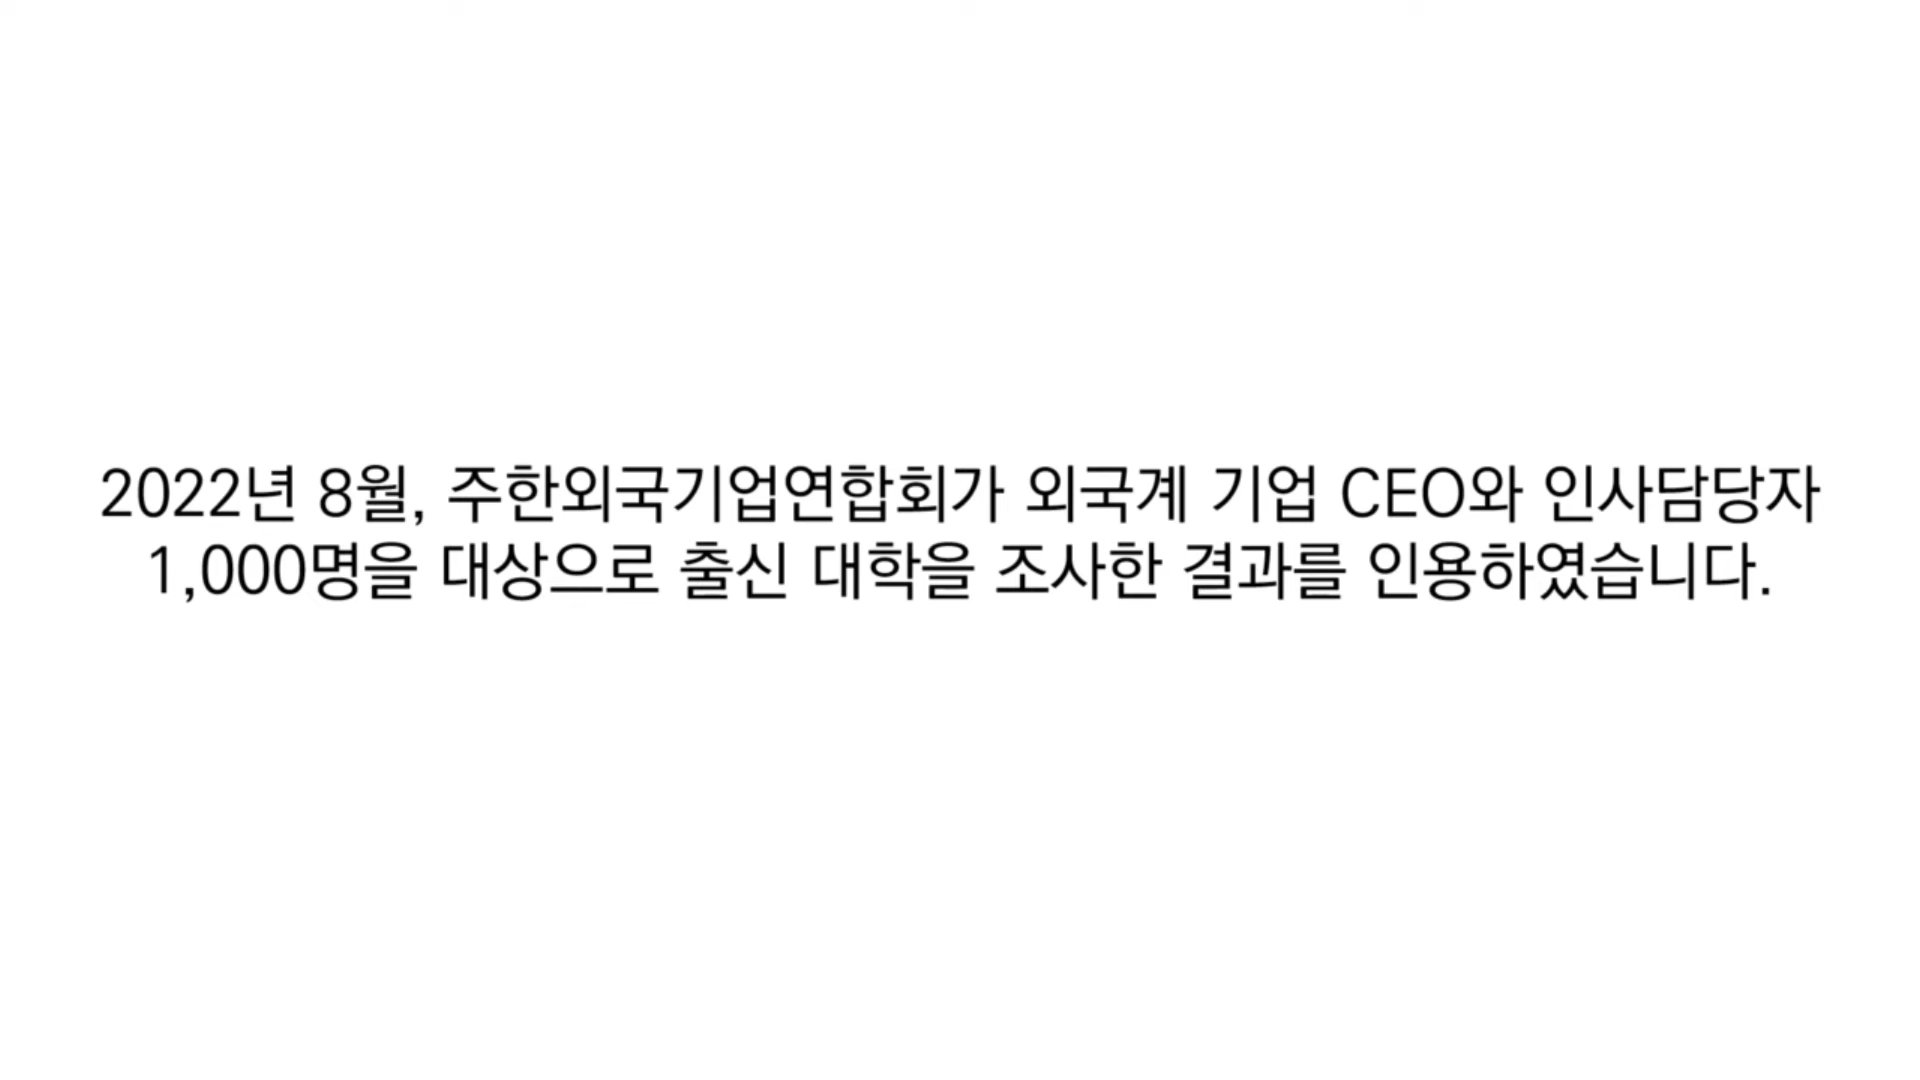 2022년 8월, 주한외국기업연합회가 외국계 기업 CEO와 인사담당자
1,000명을 대상으로 출신 대학을 조사한 결과를 인용하였습니다.